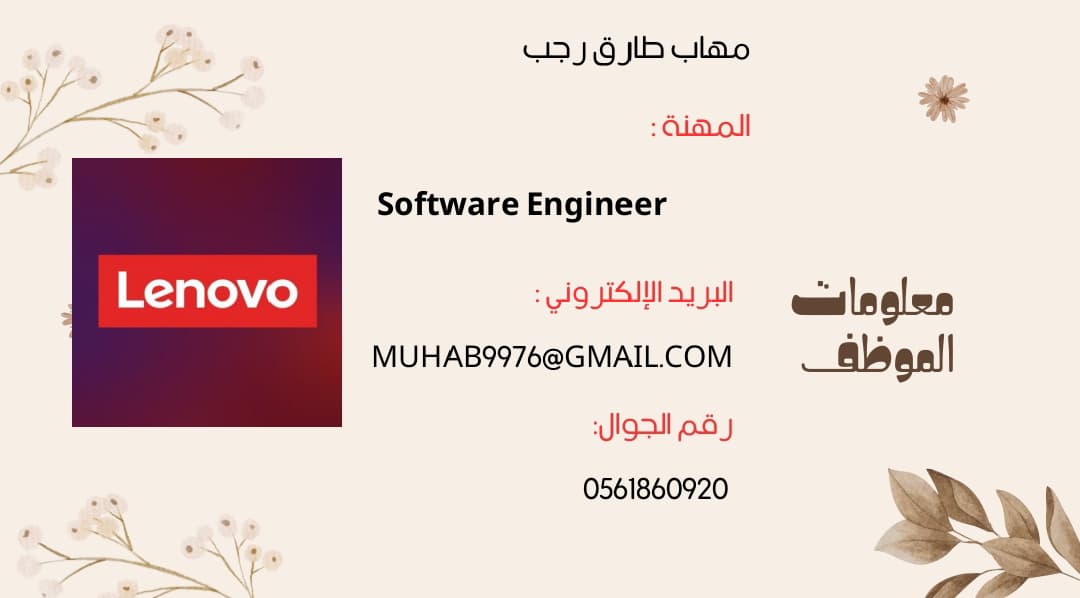 مهاب طارق رجب
المهنة :
Software Engineer
البريد الإلكتروني :
MUHAB9976@GMAIL.COM
رقم الجوال:
0561860920
معلومات
الموظف
Lenovo